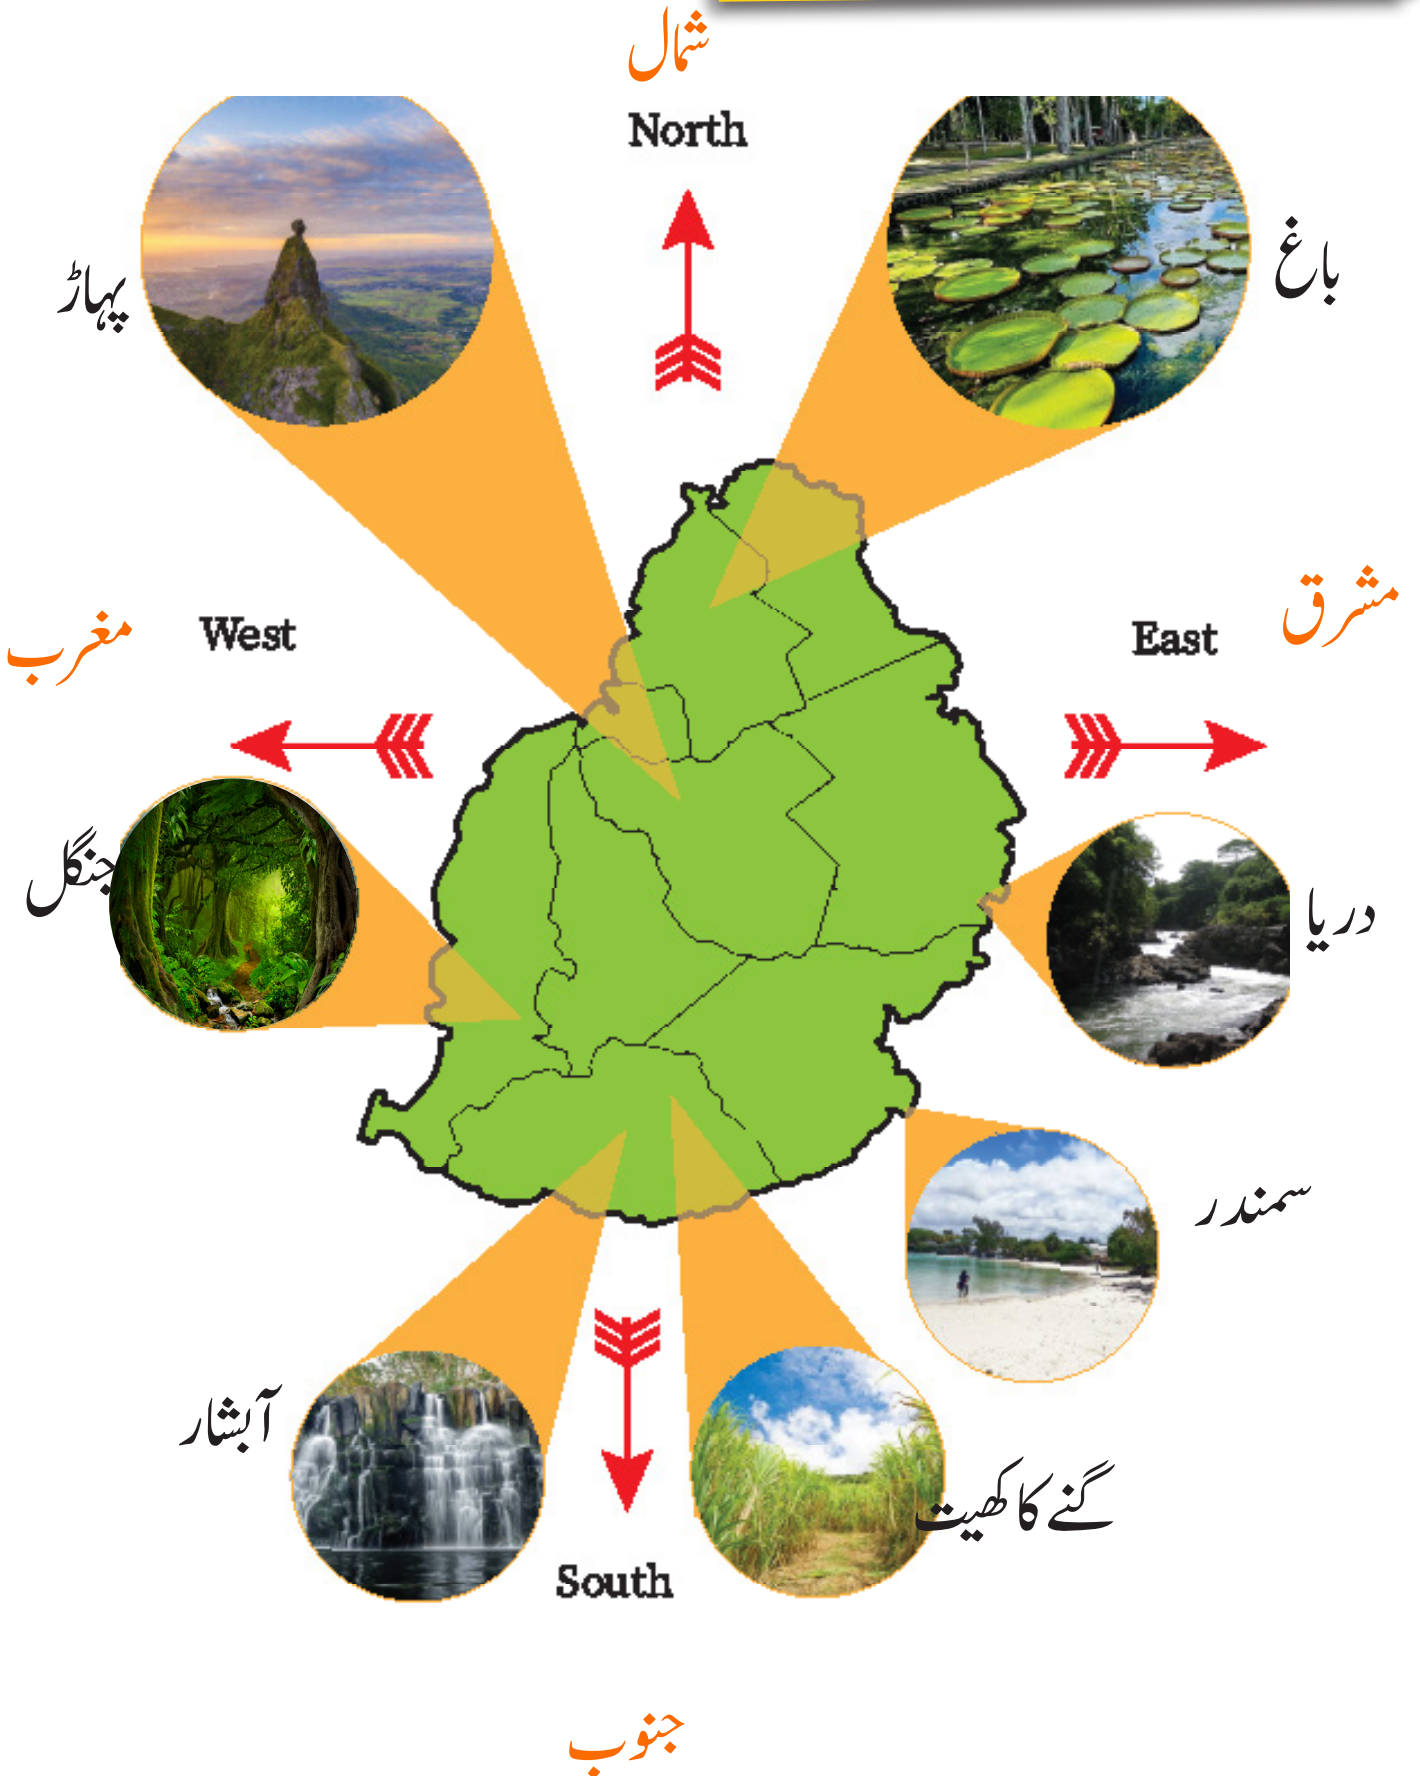 شمال
North
پہاڑ
باغ
مغرب
West
East
مشرق
جنگل
دریا
سمندر
آبشار
گنے کا کھیت
South
جنوب